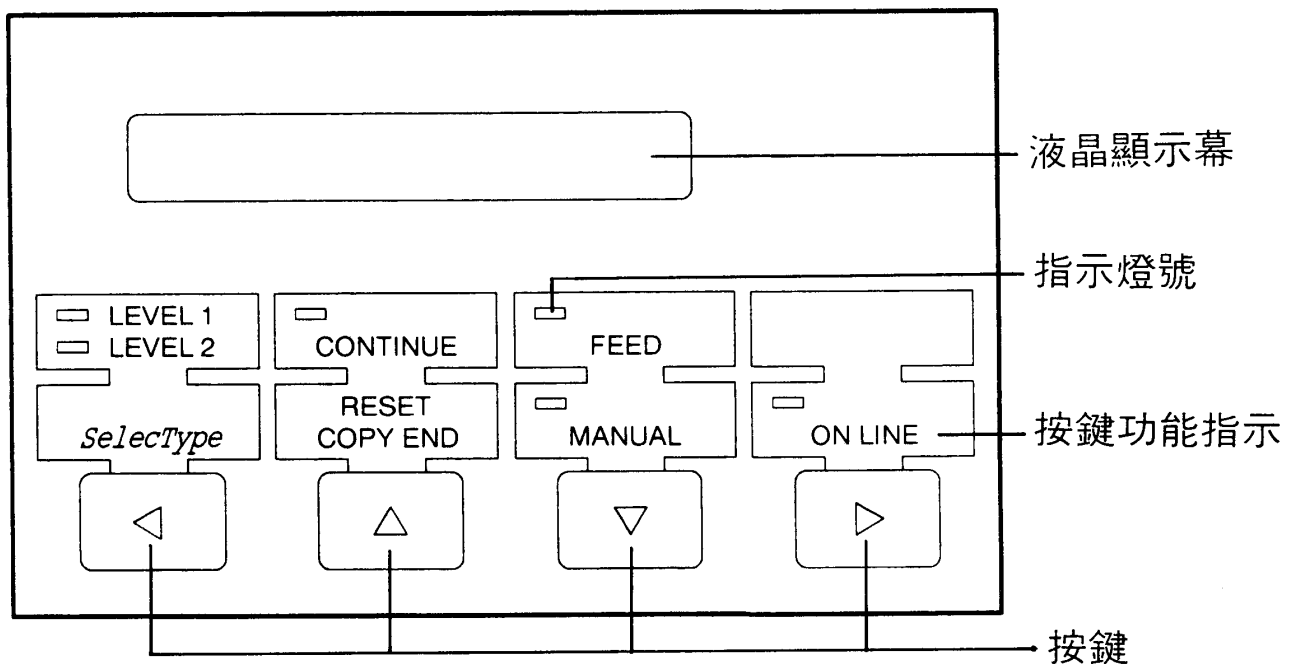 液晶顯示幕
指示燈號
LEVEL 1
LEVEL 2
CONTINUE
FEED
SelecType
RESET
COPY END
MANUAL
ON LINE
按鍵功能指示
按鍵